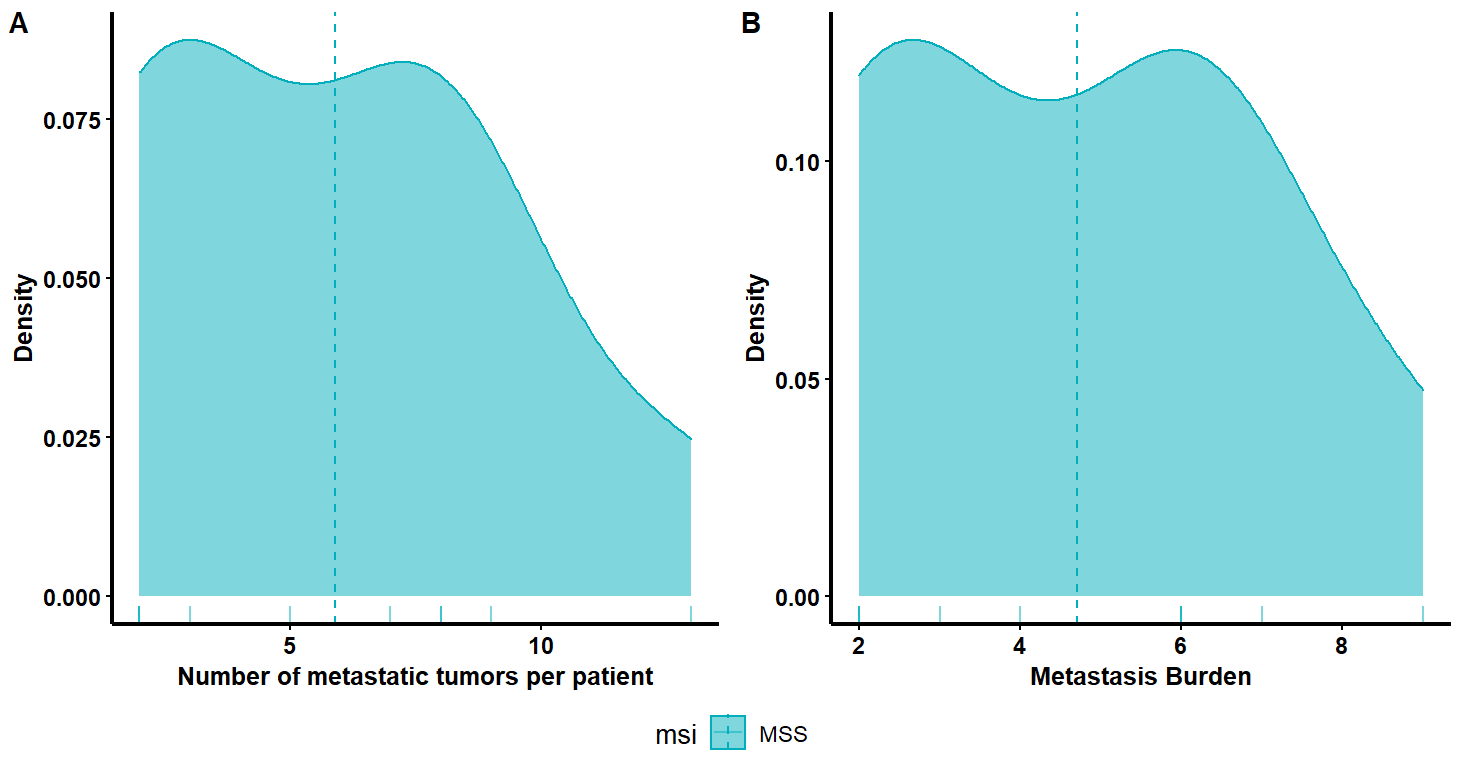 A
Density
0.075
0.050
0.025
0.000
5 10
Number of metastatic tumors per patient
B
Density
0.10
0.05
0.00
2 4 6 8
Metastasis Burden
msi MSS